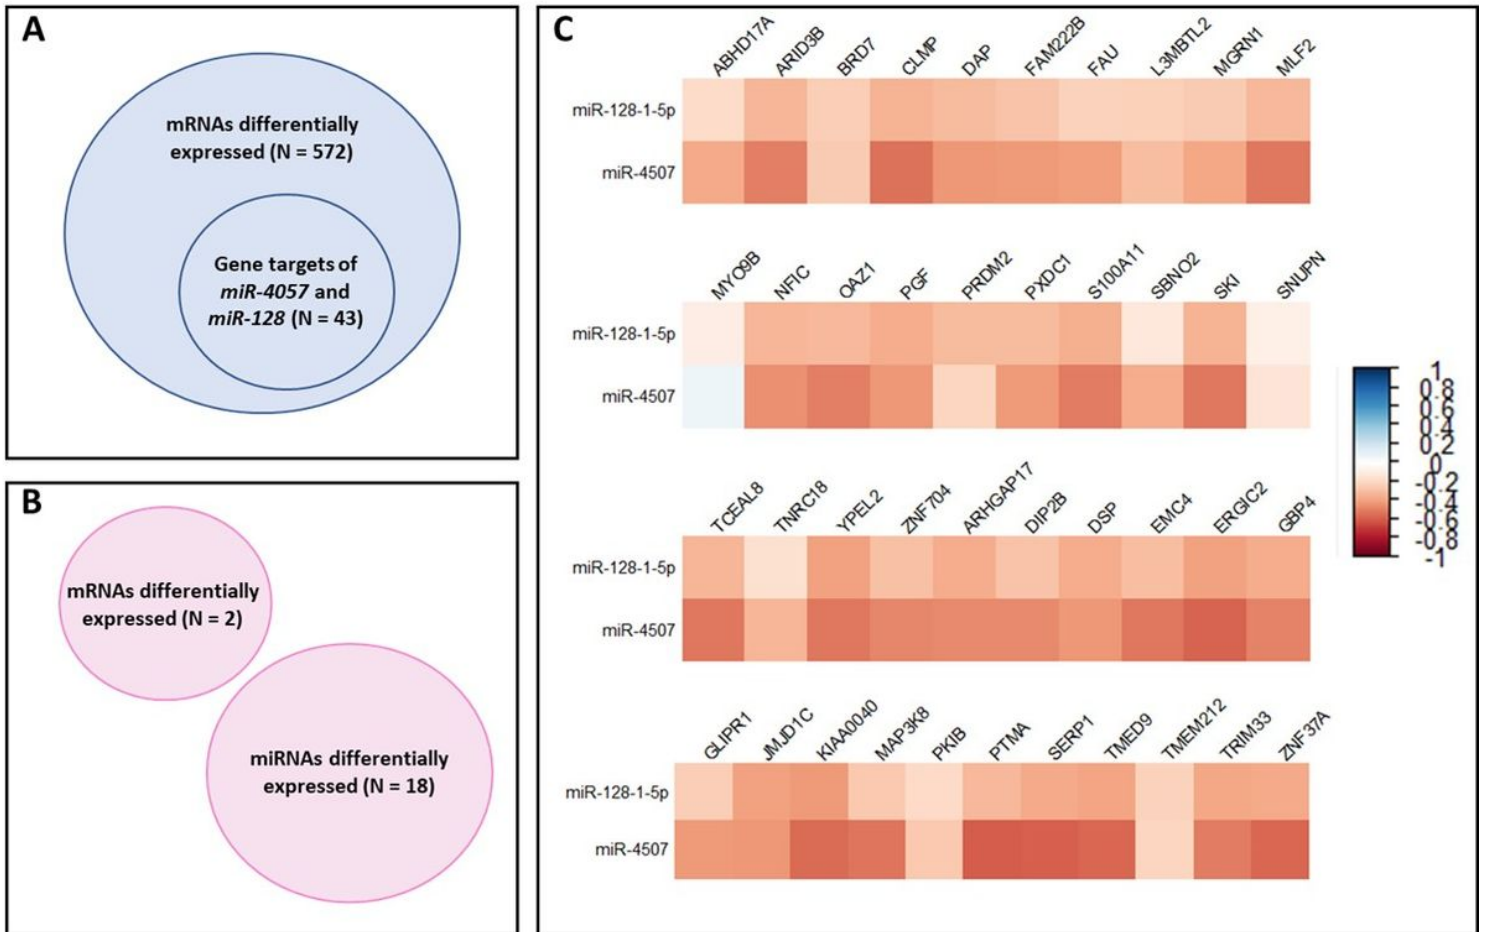 A
mRNAs differentially
expressed (N = 572)
Gene targets of
miR-4057 and
miR-128 (N = 43)
B
mRNAs differentially
expressed (N = 2)
miRNAs differentially
expressed (N = 18)
C
ABHD17A ARID3B BRD7 CLMP DAP FAM222B FAU L3MBTL2 MGRN1 MLF2
miR-128-1-5p
miR-4507
MYO9B NFIC OAZ1 PGF PRDM2 PXDC1 S100A11 SBNO2 SKI SNUPN
miR-128-1-5p
miR-4507
TCEAL8 TNRC18 YPEL2 ZNF704 ARHGAP17 DIP2B DSP EMC4 ERGIC2 GBP4
miR-128-1-5p
miR-4507
GLIPR1 JMJD1C KIAA0040 MAP3K8 PKIB PTMA SERP1 TMED9 TMEM212 TRIM33 ZNF37A
miR-128-1-5p
miR-4507
1
0.8
0.6
0.4
0.2
0
-0.2
-0.4
-0.6
-0.8
-1